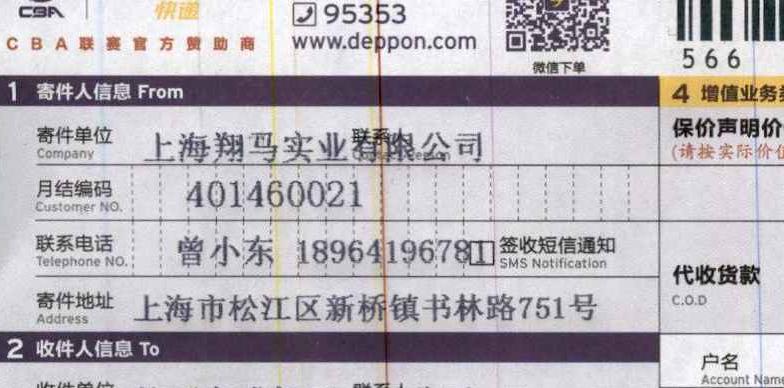 CBA
快递
95353
CBA联赛官方赞助商
www.deppon.com
微信下单
566
1 寄件人信息 From
4 增值业务
寄件单位
Company
上海翔马实业有限公司
保价声明价
(请按实际价值
月结编码
Customer NO.
401460021
联系电话
Telephone NO.
曾小东 18964196781
签收短信通知
SMS Notification
代收货款
C.O.D
寄件地址
Address
上海市松江区新桥镇书林路751号
2 收件人信息 To
户名
Account Name